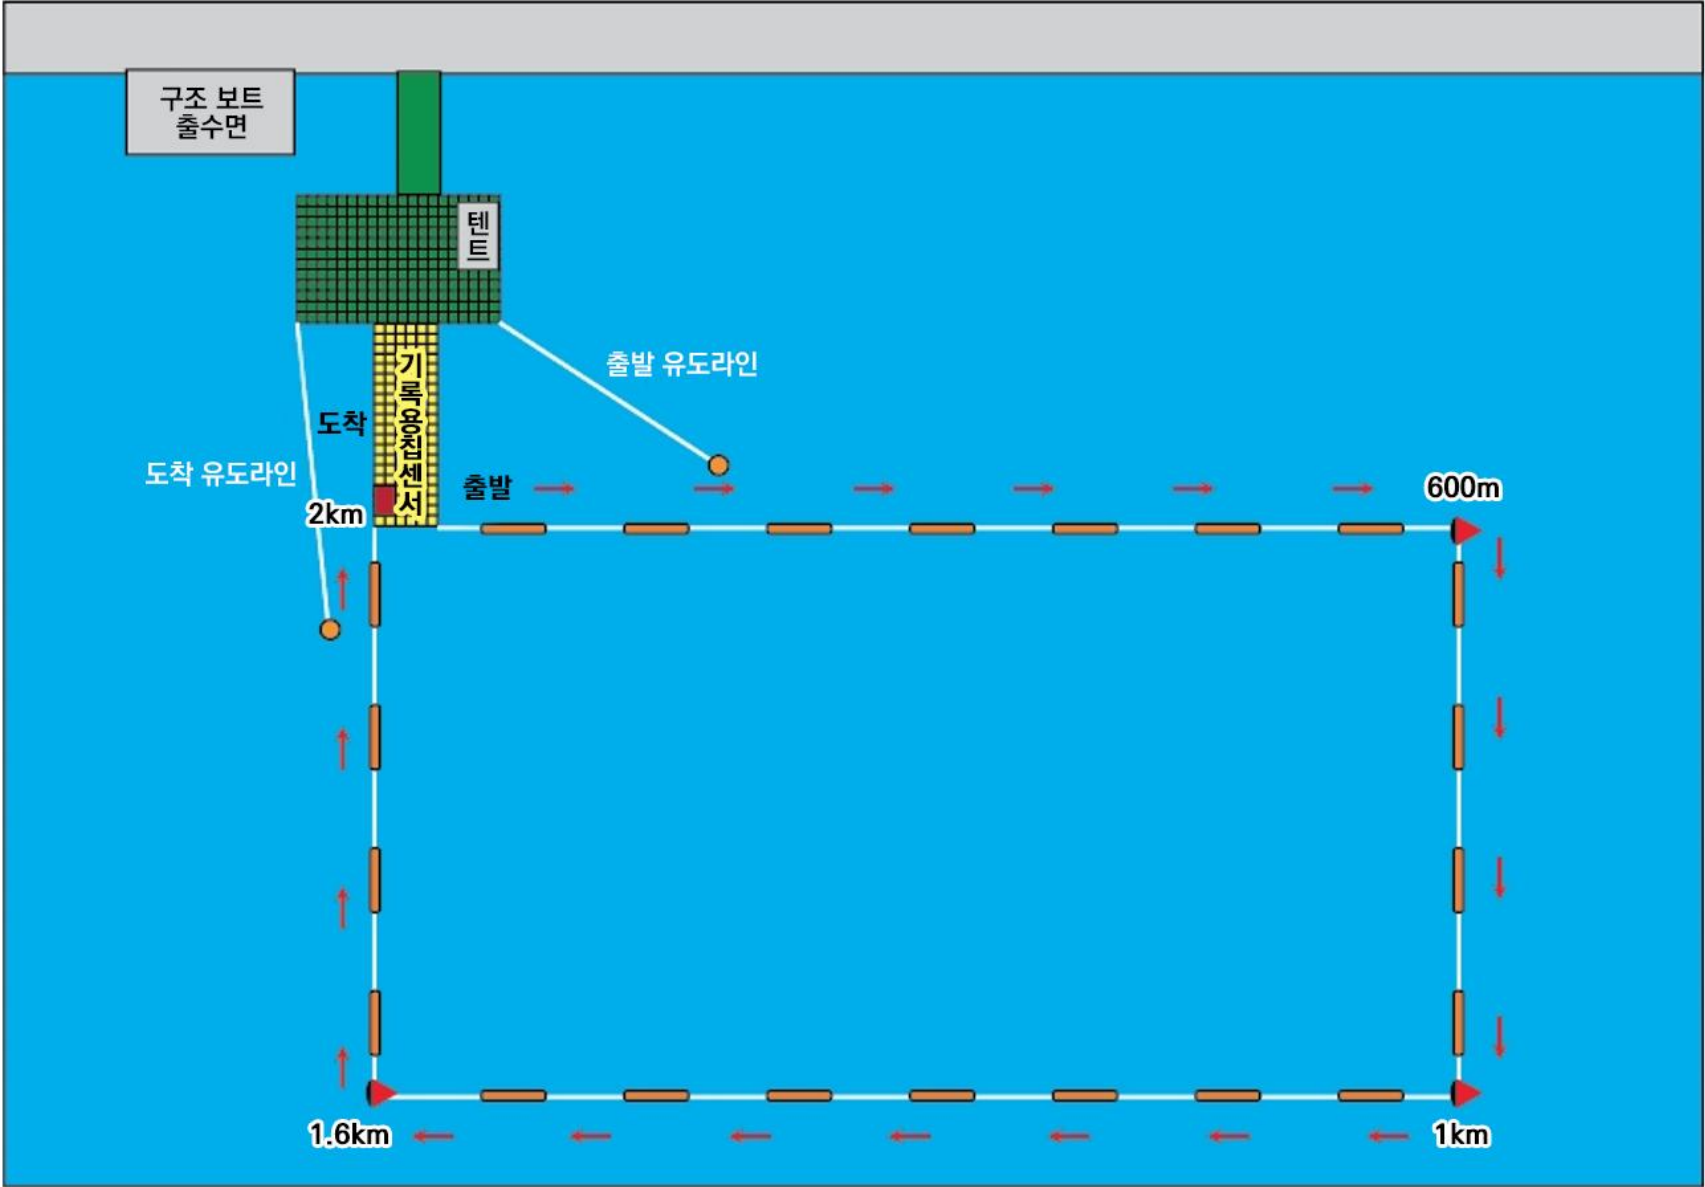 구조 보트
출수면
텐
트
출발 유도라인
기
록
용
칩
센
서
도착
도착 유도라인
출발
2km
600m
1.6km
1km